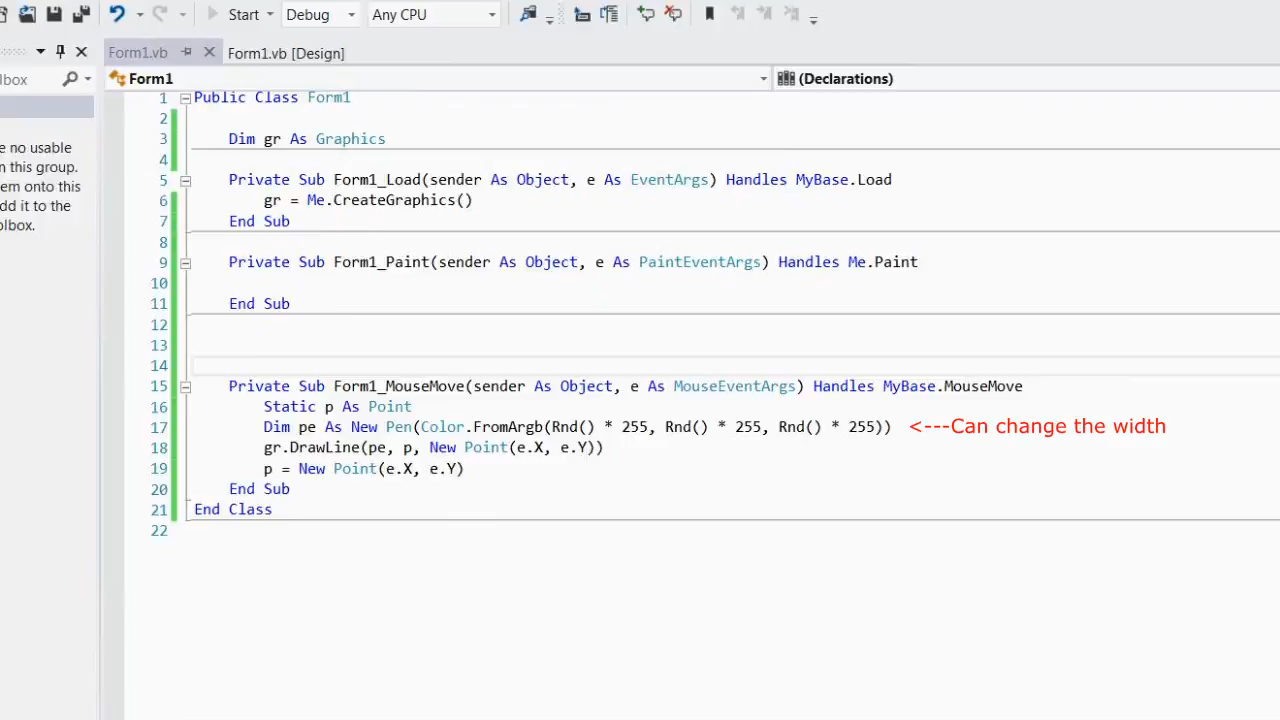 Start Debug Any CPU
Form1.vb Form1.vb [Design]
lbox
Form1 (Declarations)
e no usable
n this group.
em onto this
dd it to the
olbox.
1 Public Class Form1
2
3 Dim gr As Graphics
4
5 Private Sub Form1_Load(sender As Object, e As EventArgs) Handles MyBase.Load
6 gr = Me.CreateGraphics()
7 End Sub
8
9 Private Sub Form1_Paint(sender As Object, e As PaintEventArgs) Handles Me.Paint
10
11 End Sub
12
13
14
15 Private Sub Form1_MouseMove(sender As Object, e As MouseEventArgs) Handles MyBase.MouseMove
16 Static p As Point
17 Dim pe As New Pen(Color.FromArgb(Rnd() * 255, Rnd() * 255, Rnd() * 255)) <---Can change the width
18 gr.DrawLine(pe, p, New Point(e.X, e.Y))
19 p = New Point(e.X, e.Y)
20 End Sub
21 End Class
22